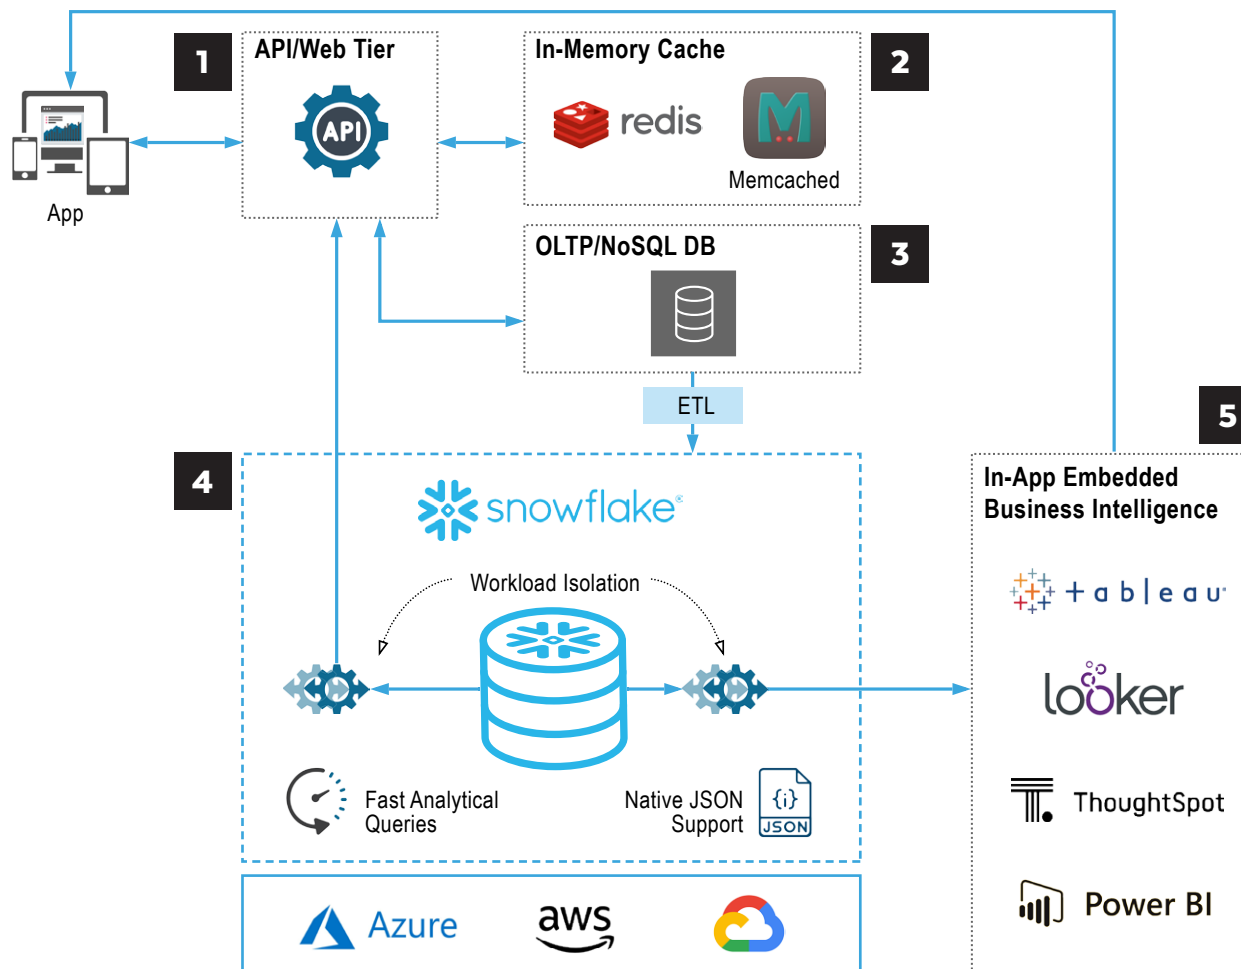 1
API/Web Tier
API
App
In-Memory Cache
redis
M
Memcached
2
OLTP/NoSQL DB
3
ETL
4
snowflake®
Workload Isolation
Fast Analytical
Queries
Native JSON
Support
{i}
JSON
Azure
aws
5
In-App Embedded
Business Intelligence
+ableau
looker
T.
ThoughtSpot
Power BI